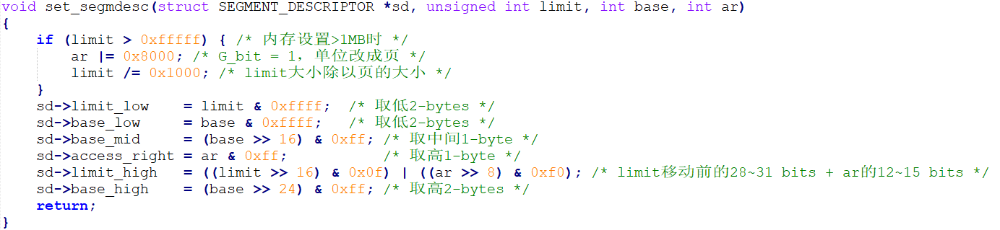 void set_segmdesc(struct SEGMENT_DESCRIPTOR *sd, unsigned int limit, int base, int ar)
{
    if (limit > 0xfffff) { /* 内存设置>1MB时 */
        ar |= 0x8000; /* G_bit = 1，单位改成页 */
        limit /= 0x1000; /* limit大小除以页的大小 */
    }
    sd->limit_low    = limit & 0xffff;  /* 取低2-bytes */
    sd->base_low     = base & 0xffff;   /* 取低2-bytes */
    sd->base_mid     = (base >> 16) & 0xff; /* 取中间1-byte */
    sd->access_right = ar & 0xff;           /* 取高1-byte */
    sd->limit_high   = ((limit >> 16) & 0x0f) | ((ar >> 8) & 0xf0); /* limit移动前的28~31 bits + ar的12~15 bits */
    sd->base_high    = (base >> 24) & 0xff; /* 取高2-bytes */
    return;
}